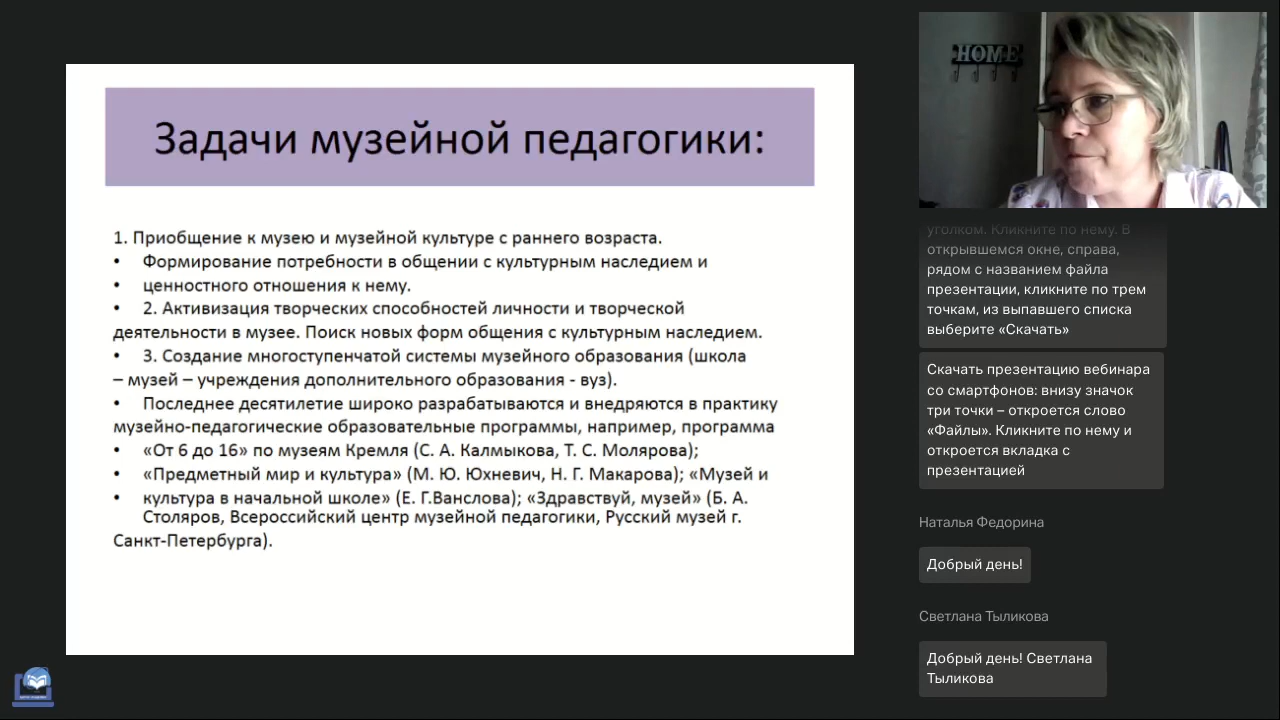 Задачи музейной педагогики:
1. Приобщение к музею и музейной культуре с раннего возраста.
• Формирование потребности в общении с культурным наследием и
• ценностного отношения к нему.
• 2. Активизация творческих способностей личности и творческой
деятельности в музее. Поиск новых форм общения с культурным наследием.
• 3. Создание многоступенчатой системы музейного образования (школа
– музей – учреждения дополнительного образования - вуз).
• Последнее десятилетие широко разрабатываются и внедряются в практику
музейно-педагогические образовательные программы, например, программа
• «От 6 до 16» по музеям Кремля (С. А. Калмыкова, Т. С. Молярова);
• «Предметный мир и культура» (М. Ю. Юхневич, Н. Г. Макарова); «Музей и
• культура в начальной школе» (Е. Г.Ванслова); «Здравствуй, музей» (Б. А.
Столяров, Всероссийский центр музейной педагогики, Русский музей г.
Санкт-Петербурга).
HOME
уголком. Кликните по нему. В
открывшемся окне, справа,
рядом с названием файла
презентации, кликните по трем
точкам, из выпавшего списка
выберите «Скачать»
Скачать презентацию вебинара
со смартфонов: внизу значок
три точки – откроется слово
«Файлы». Кликните по нему и
откроется вкладка с
презентацией
Наталья Федорина
Добрый день!
Светлана Тыликова
Добрый день! Светлана
Тыликова